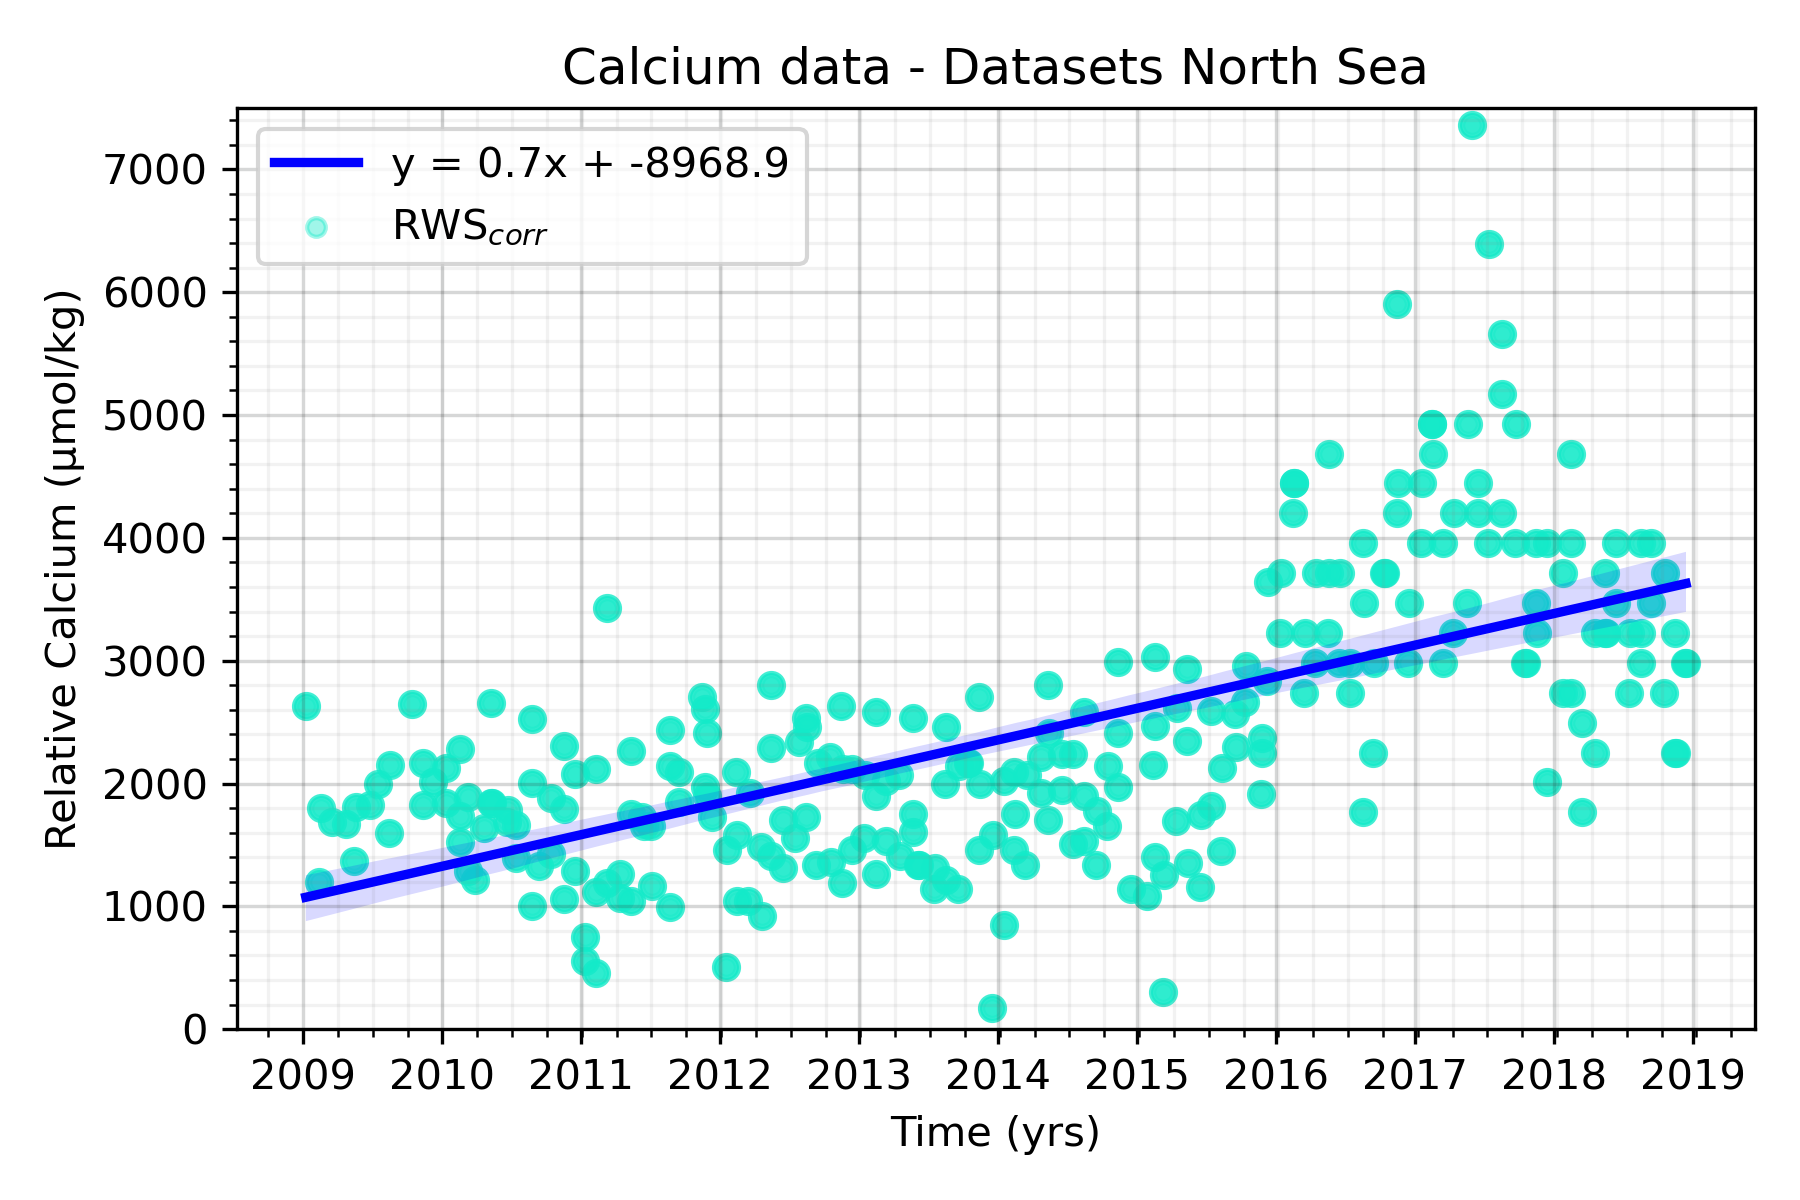 Calcium data - Datasets North Sea
y = 0.7x + -8968.9
RWS_corr
Relative Calcium (µmol/kg)
7000
6000
5000
4000
3000
2000
1000
0
2009 2010 2011 2012 2013 2014 2015 2016 2017 2018 2019
Time (yrs)